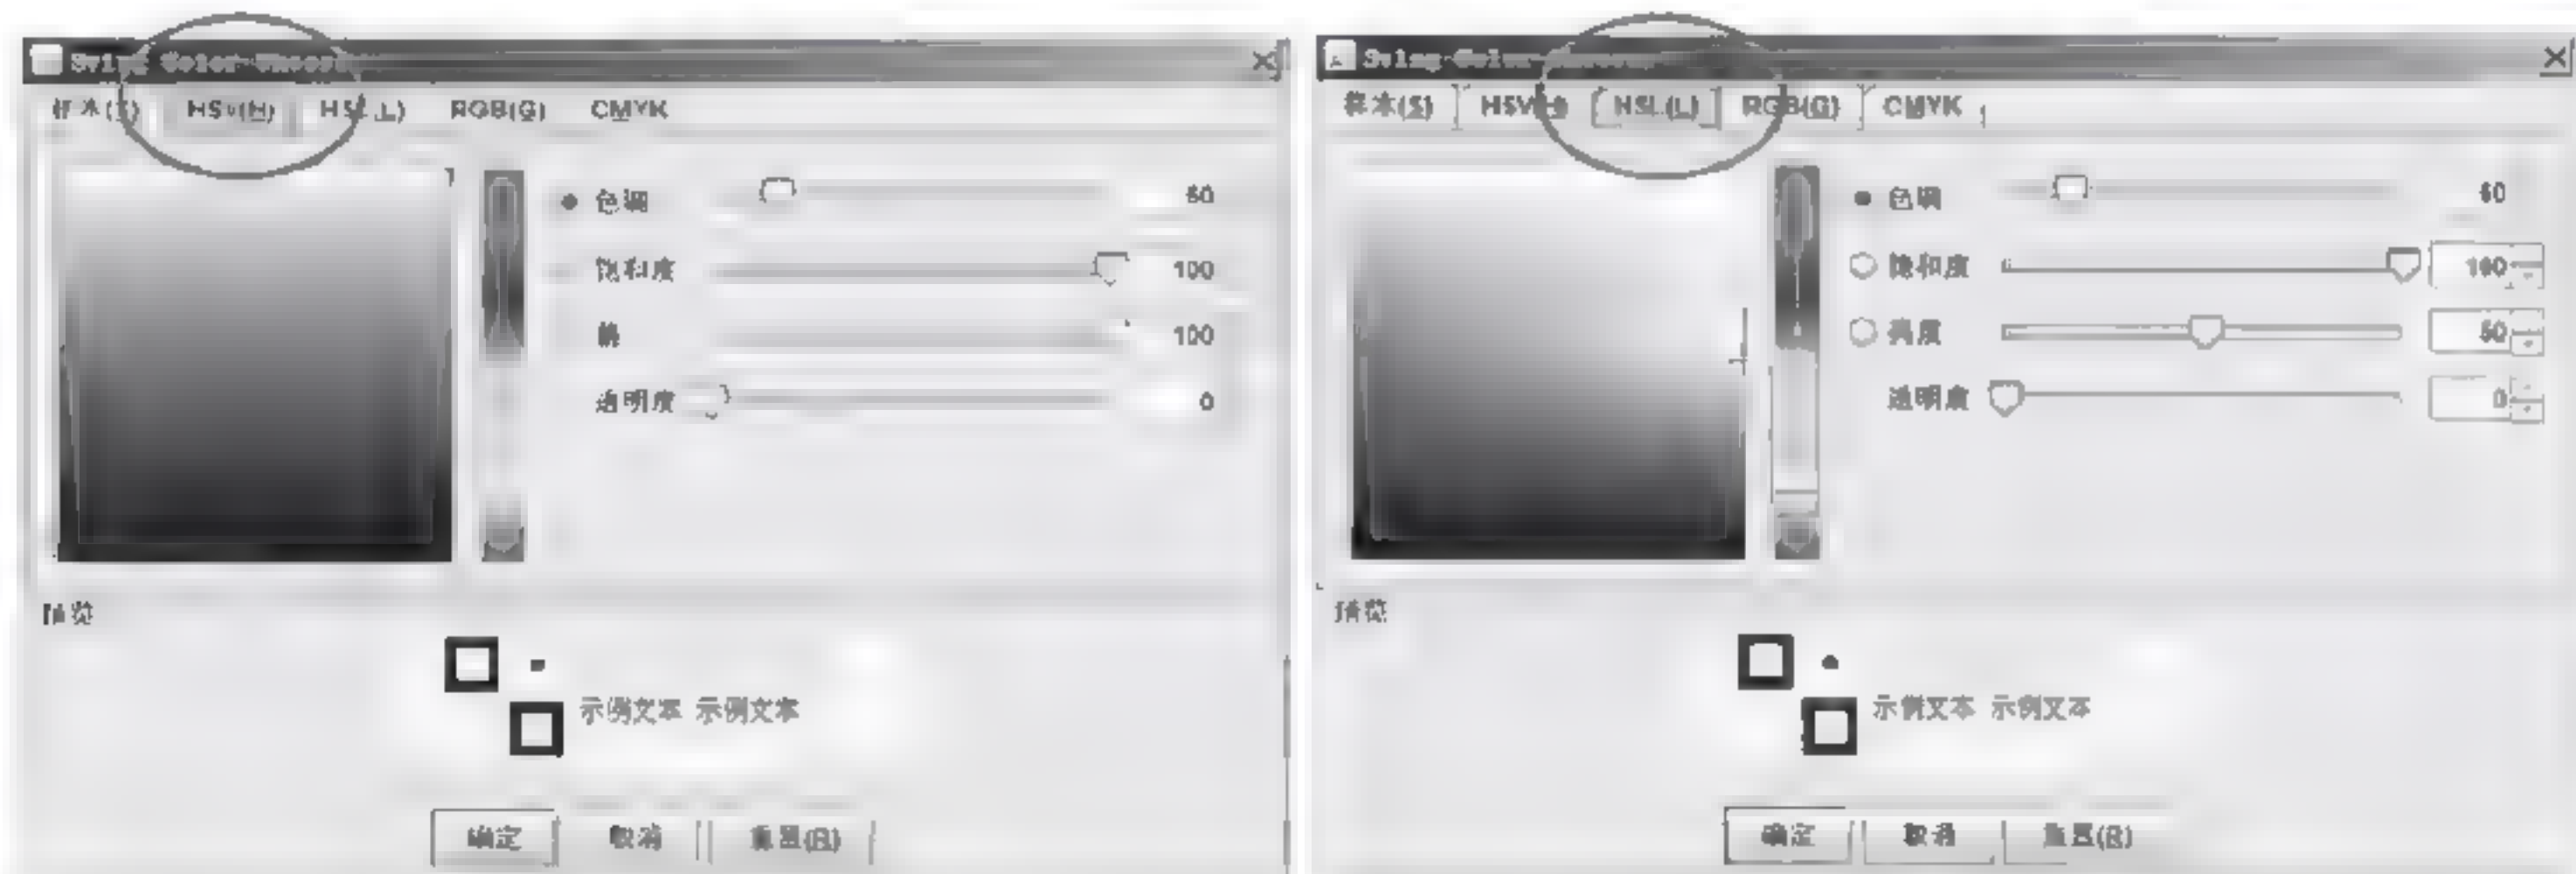 Swing Color Chooser
样本(S) HSV(H) HSL(L) RGB(G) CMYK
色调 60
饱和度 100
值 100
透明度 0
预览
示例文本 示例文本
确定 取消 重置(R)
Swing Color Chooser
样本(S) HSV(H) HSL(L) RGB(G) CMYK
色调 60
饱和度 100
亮度 50
透明度 0
预览
示例文本 示例文本
确定 取消 重置(R)